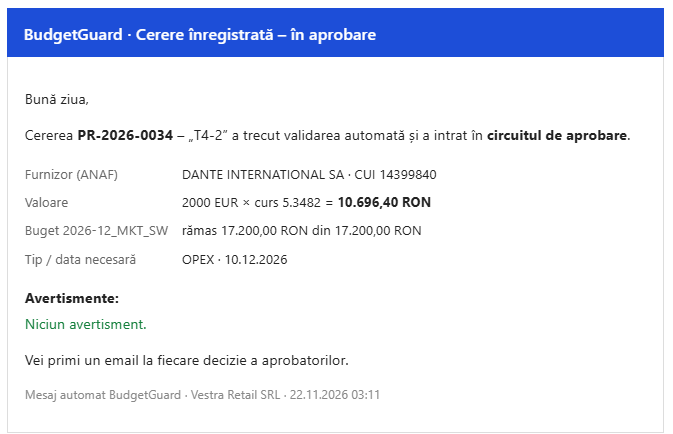 BudgetGuard · Cerere înregistrată – în aprobare
Bună ziua,
Cererea PR-2026-0034 – „T4-2” a trecut validarea automată și a intrat în circuitul de aprobare.
Furnizor (ANAF) DANTE INTERNATIONAL SA · CUI 14399840
Valoare 2000 EUR × curs 5.3482 = 10.696,40 RON
Buget 2026-12_MKT_SW rămas 17.200,00 RON din 17.200,00 RON
Tip / data necesară OPEX · 10.12.2026
Avertismente:
Niciun avertisment.
Vei primi un email la fiecare decizie a aprobatorilor.
Mesaj automat BudgetGuard · Vestra Retail SRL · 22.11.2026 03:11